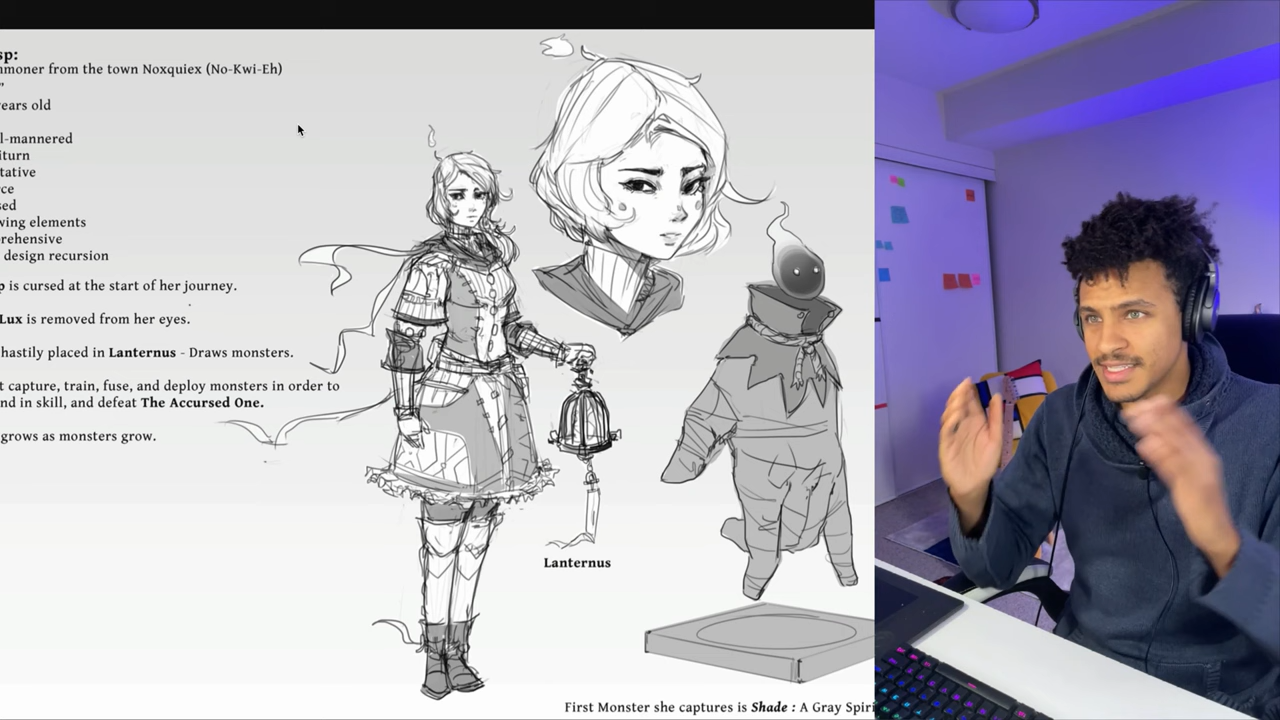 sp:
mmoner from the town Noxquiex (No-Kwi-Eh)
”
ears old
l-mannered
iturn
tative
rce
sed
wing elements
rehensive
design recursion
p is cursed at the start of her journey.
Lux is removed from her eyes.
hastily placed in Lanternus - Draws monsters.
t capture, train, fuse, and deploy monsters in order to
nd in skill, and defeat The Accursed One.
grows as monsters grow.
Lanternus
First Monster she captures is Shade : A Gray Spiri